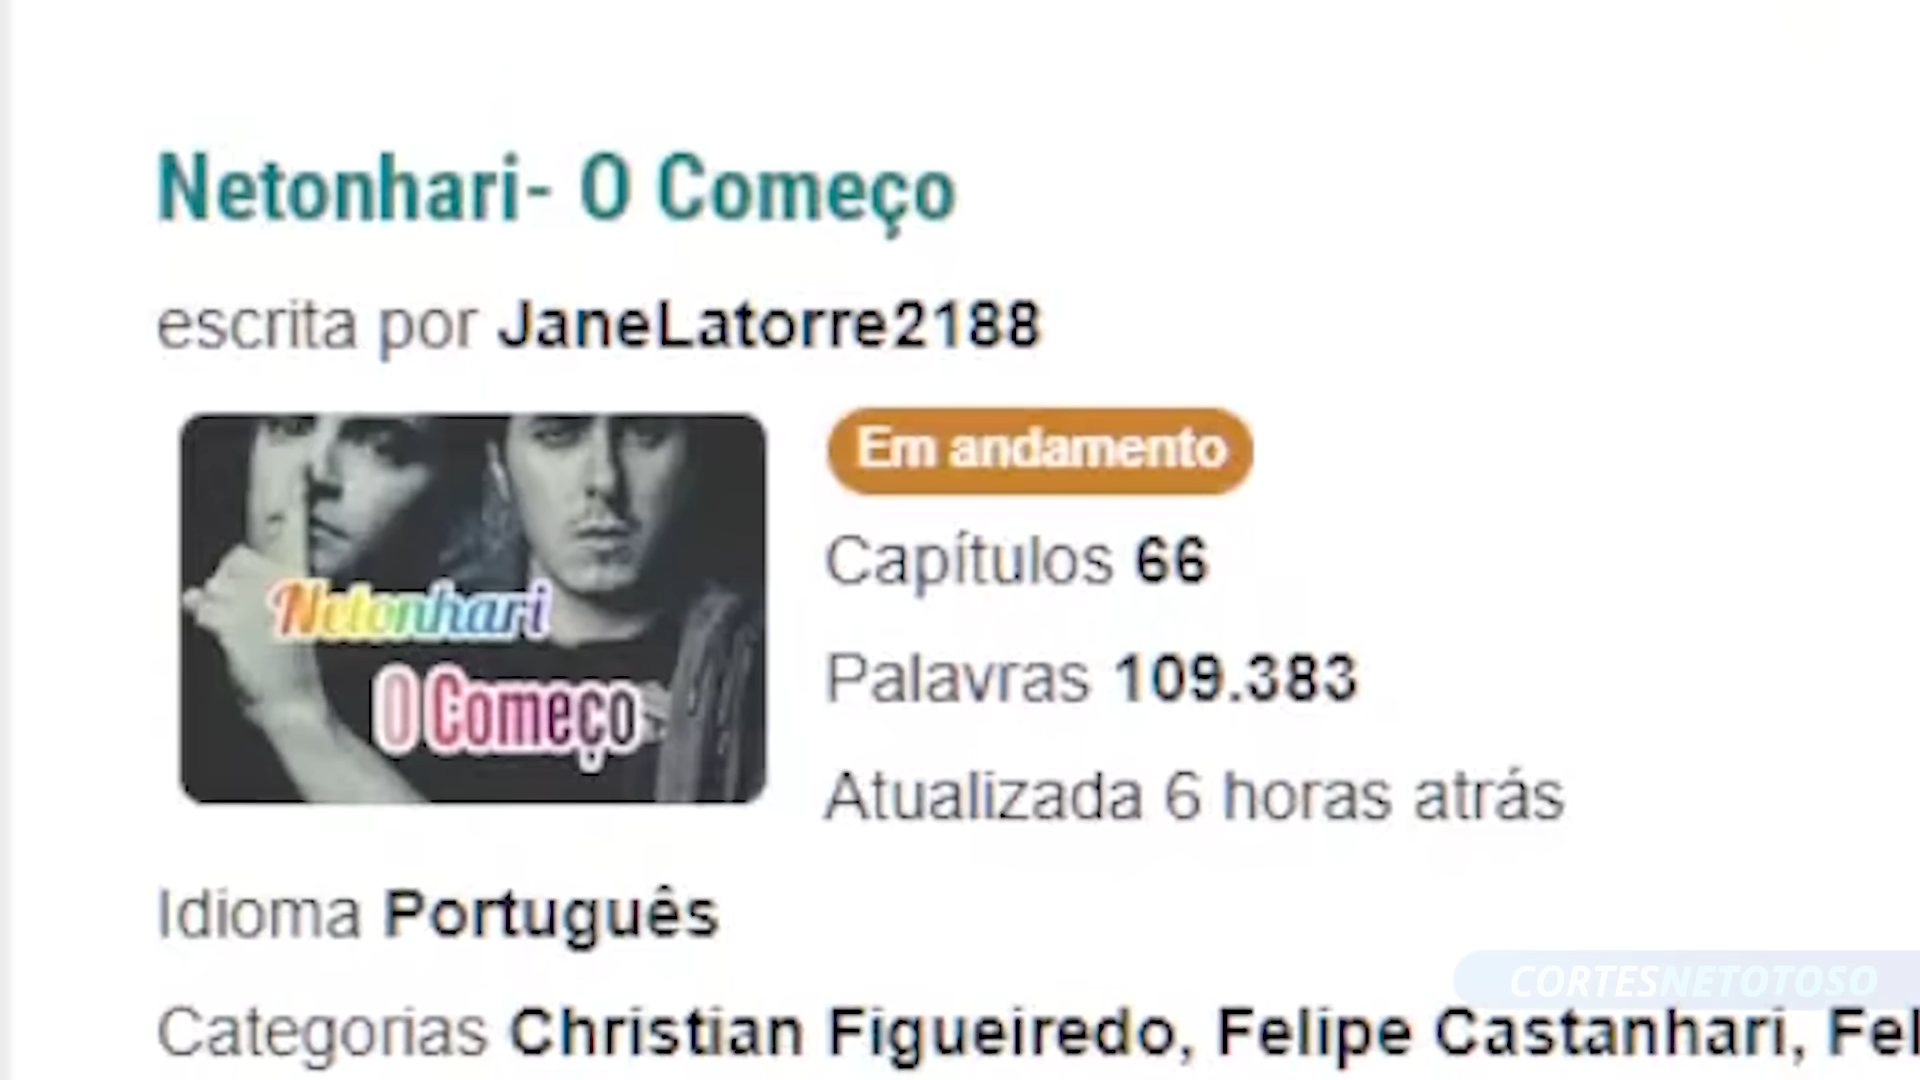 Netonhari- O Começo
escrita por JaneLatorre2188
Em andamento
Netonhari
O Começo
Capítulos 66
Palavras 109.383
Atualizada 6 horas atrás
Idioma Português
CORTESNETOTOSO
Categorias Christian Figueiredo, Felipe Castanhari, Fel